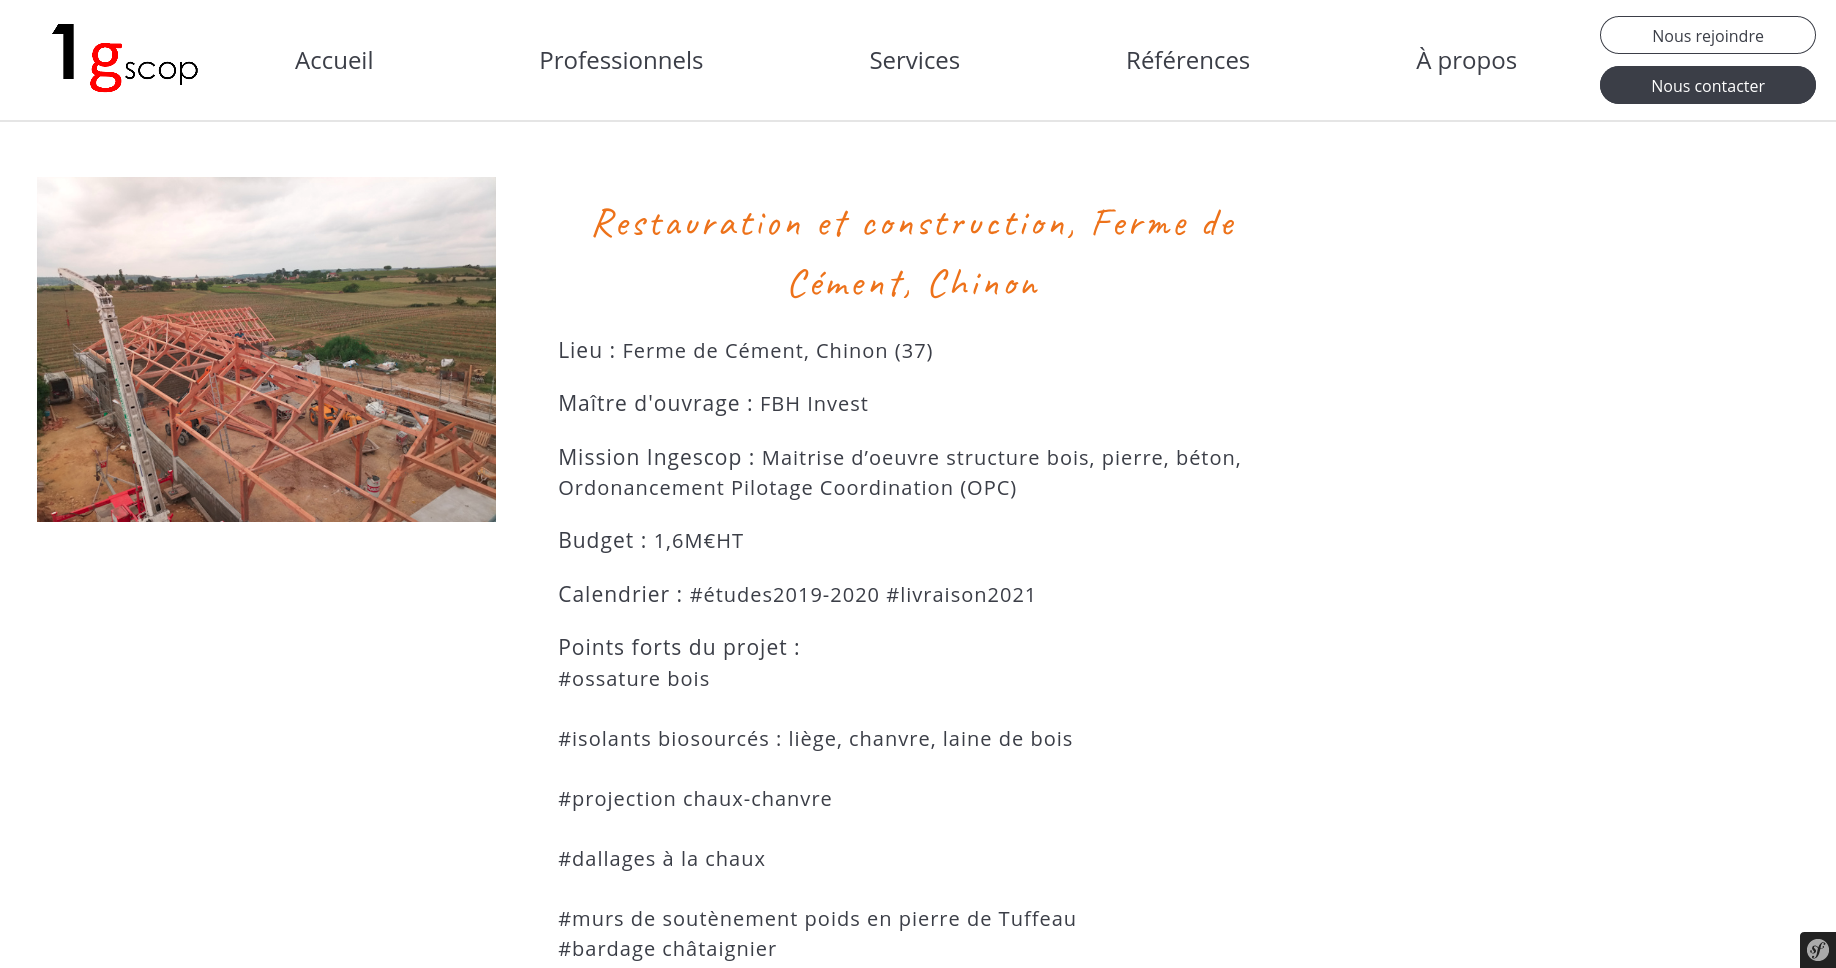 1gscop
Accueil
Professionnels
Services
Références
À propos
Nous rejoindre
Nous contacter
Restauration et construction, Ferme de
Cément, Chinon
Lieu : Ferme de Cément, Chinon (37)
Maître d'ouvrage : FBH Invest
Mission Ingescop : Maitrise d’oeuvre structure bois, pierre, béton,
Ordonancement Pilotage Coordination (OPC)
Budget : 1,6M€HT
Calendrier : #études2019-2020 #livraison2021
Points forts du projet :
#ossature bois
#isolants biosourcés : liège, chanvre, laine de bois
#projection chaux-chanvre
#dallages à la chaux
#murs de soutènement poids en pierre de Tuffeau
#bardage châtaignier
sf